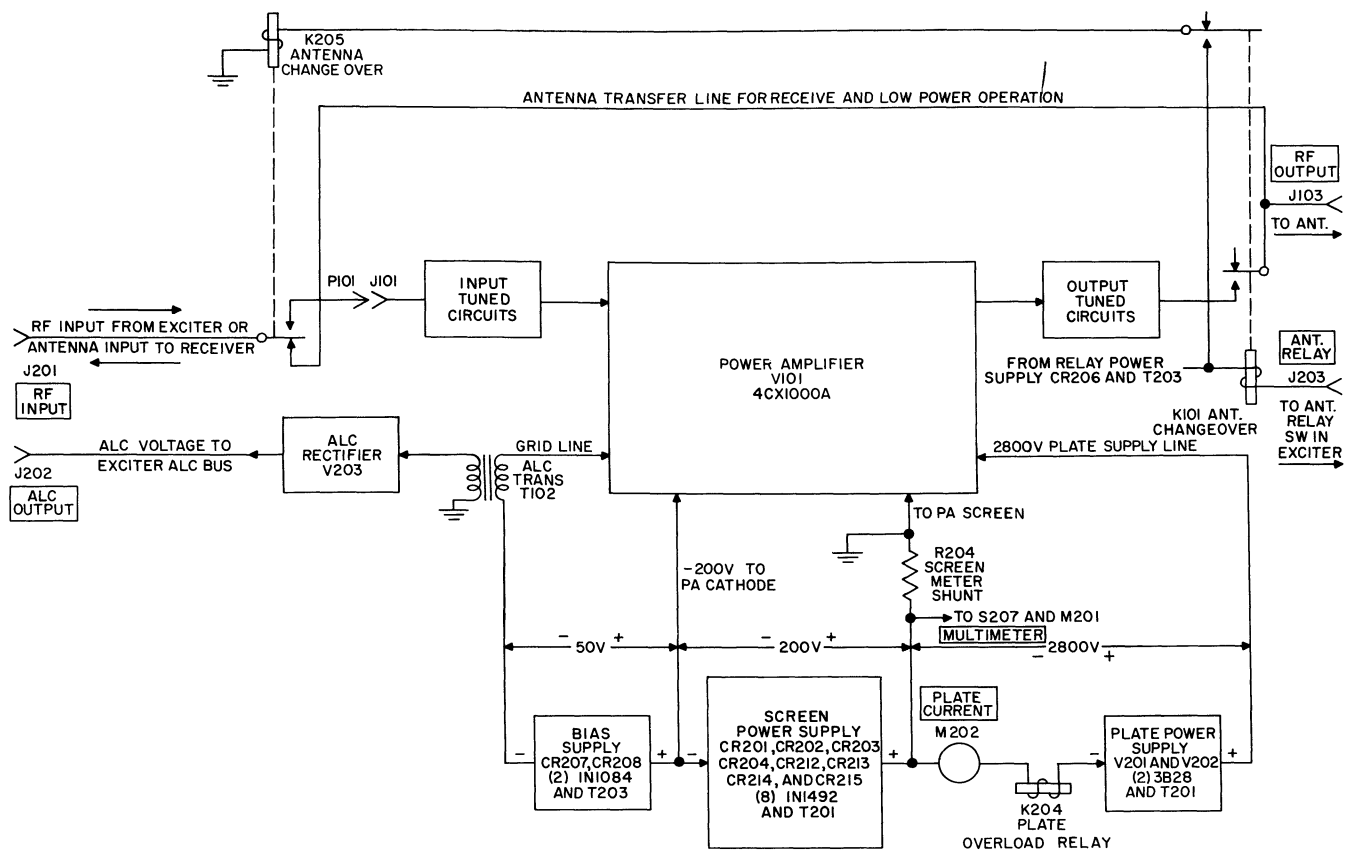 K205
ANTENNA
CHANGE OVER
ANTENNA TRANSFER LINE FOR RECEIVE AND LOW POWER OPERATION
RF
OUTPUT
J103
TO ANT.
P101 J101
INPUT
TUNED
CIRCUITS
OUTPUT
TUNED
CIRCUITS
RF INPUT FROM EXCITER OR
ANTENNA INPUT TO RECEIVER
J201
RF
INPUT
POWER AMPLIFIER
V101
4CX1000A
FROM RELAY POWER
SUPPLY CR206 AND T203
ANT.
RELAY
J203
K101 ANT.
CHANGEOVER
TO ANT.
RELAY
SW IN
EXCITER
ALC VOLTAGE TO
EXCITER ALC BUS
J202
ALC
OUTPUT
ALC
RECTIFIER
V203
GRID LINE
ALC
TRANS
T102
2800V PLATE SUPPLY LINE
TO PA SCREEN
-200V TO
PA CATHODE
R204
SCREEN
METER
SHUNT
TO S207 AND M201
MULTIMETER
- 50V +
- 200V +
2800V
- +
PLATE
CURRENT
M202
- BIAS
SUPPLY
CR207, CR208
(2) IN1084
AND T203 +
- SCREEN
POWER SUPPLY
CR201, CR202, CR203
CR204, CR212, CR213
CR214, AND CR215
(8) IN1492
AND T201 +
- PLATE POWER
SUPPLY
V201 AND V202
(2) 3B28
AND T201 +
K204
PLATE
OVERLOAD RELAY